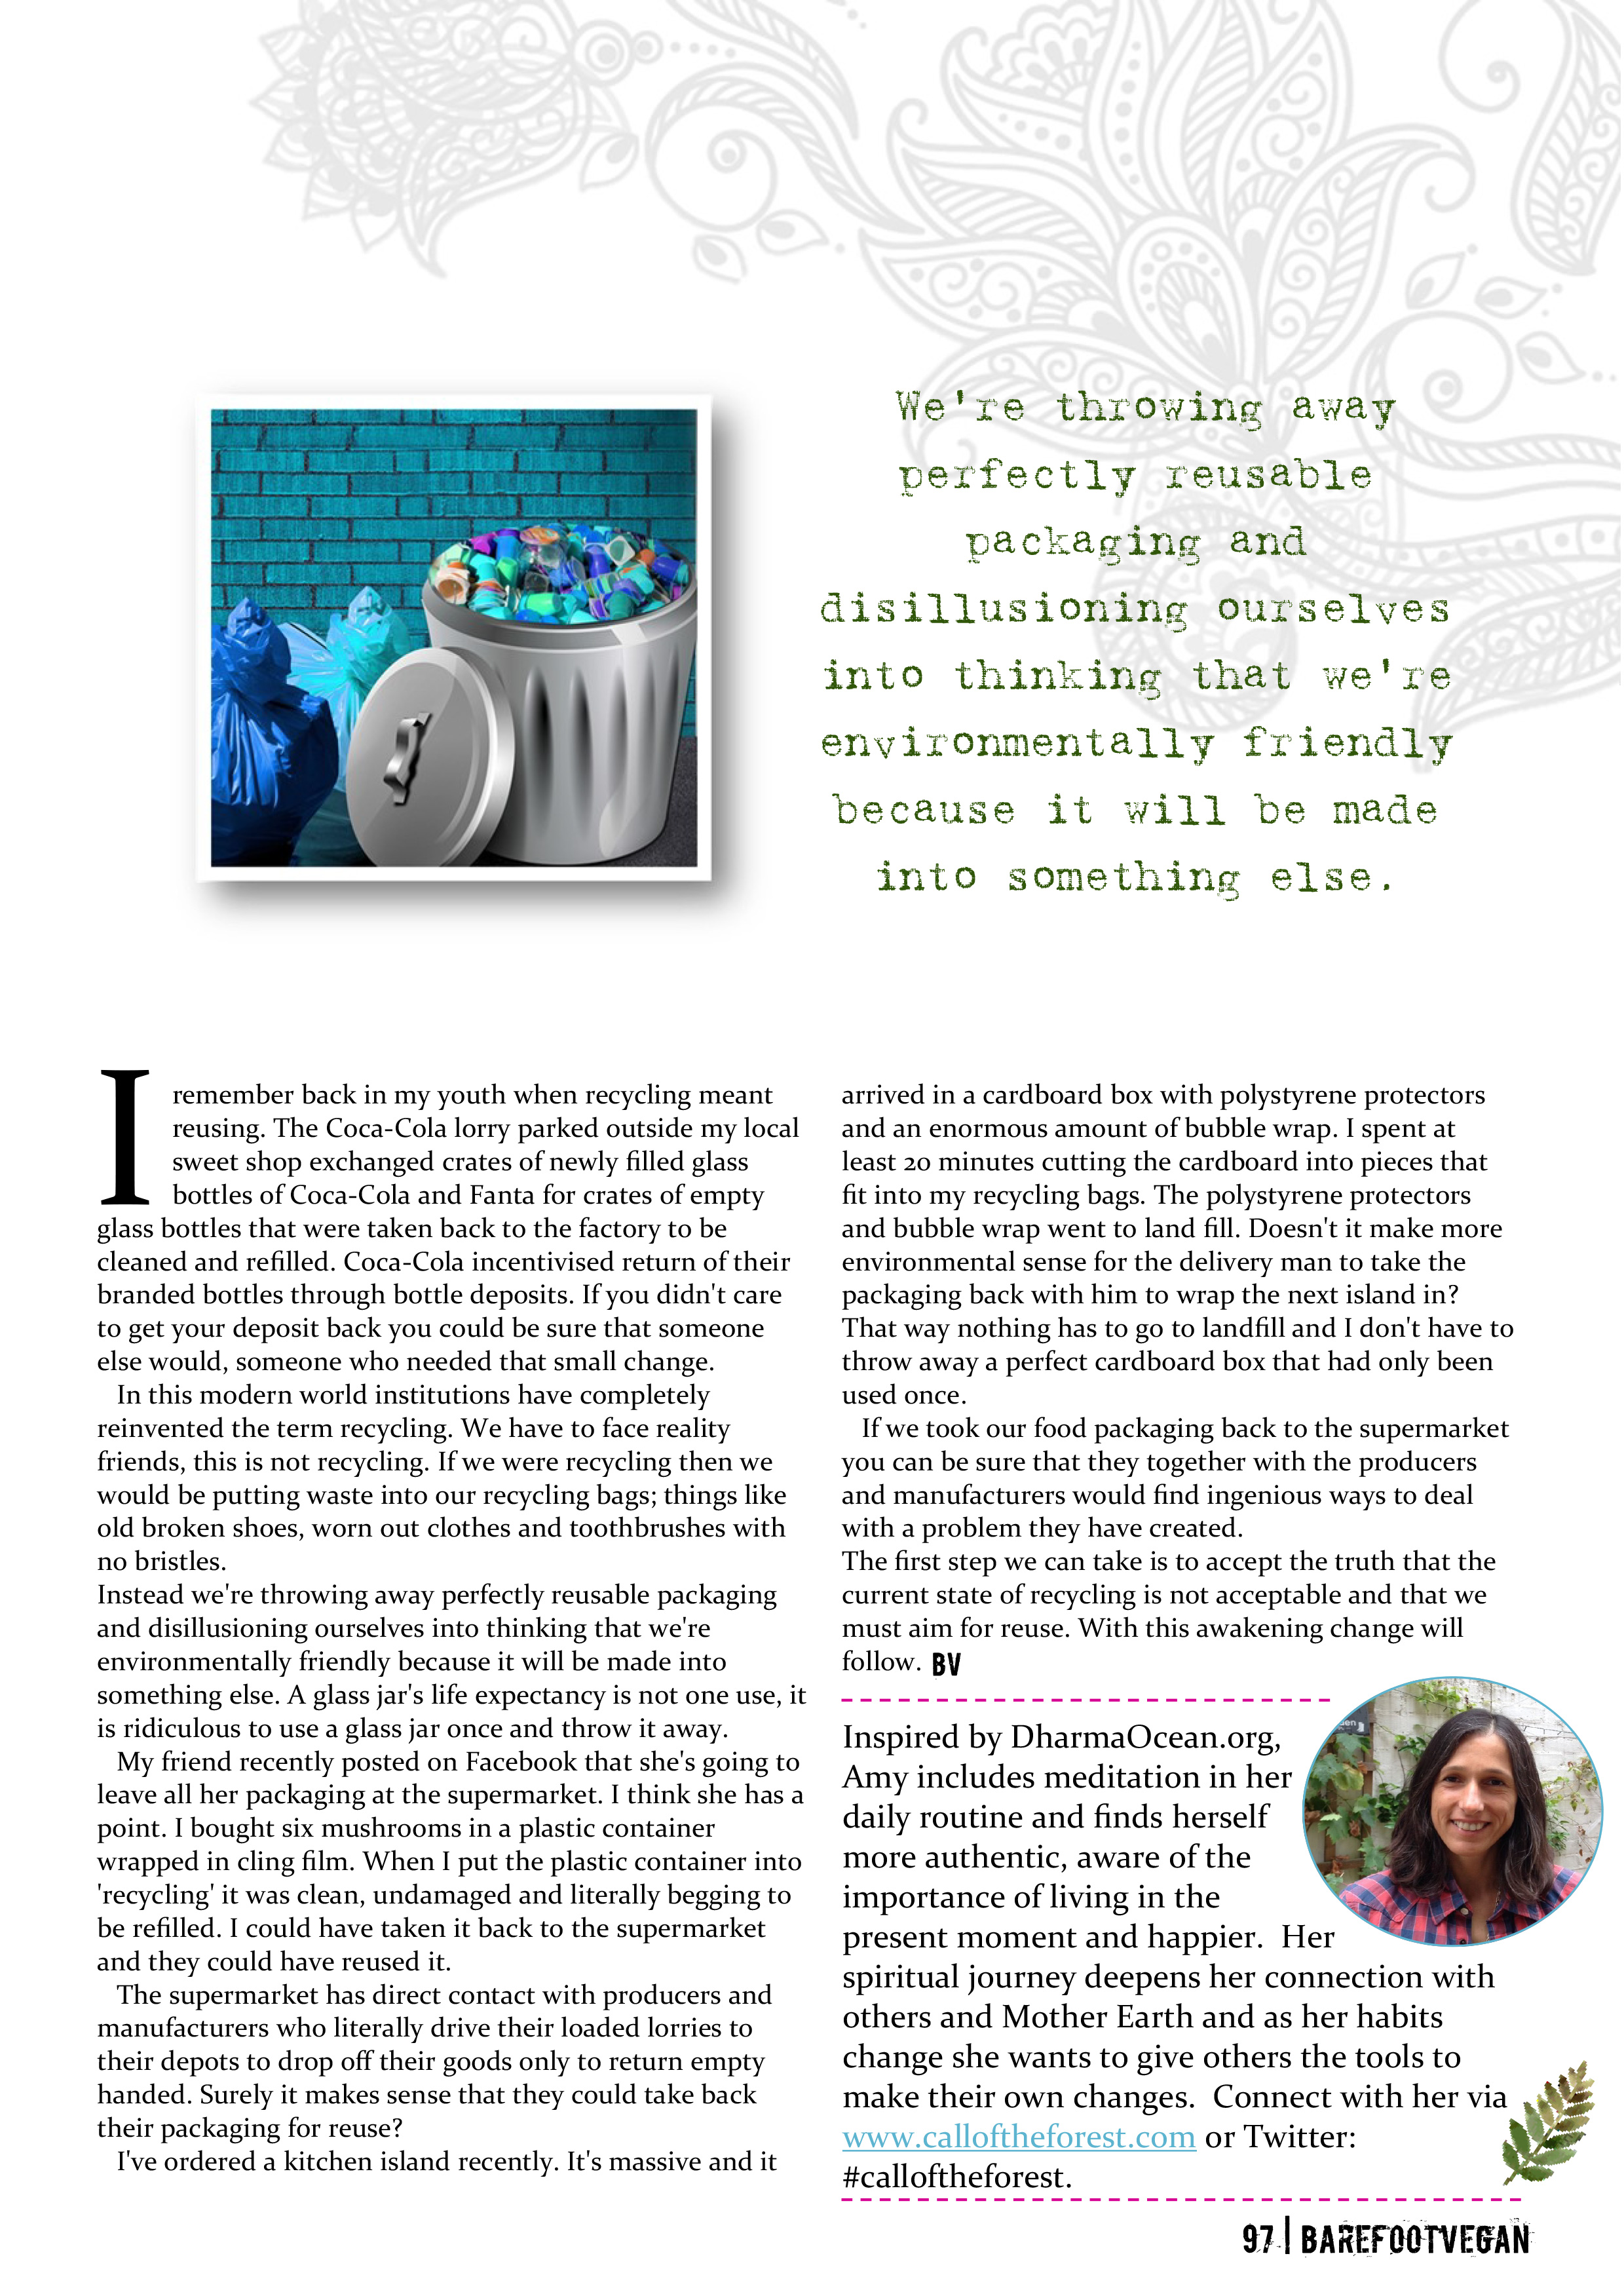 We're throwing away
perfectly reusable
packaging and
disillusioning ourselves
into thinking that we're
environmentally friendly
because it will be made
into something else.
I remember back in my youth when recycling meant
reusing. The Coca-Cola lorry parked outside my local
sweet shop exchanged crates of newly filled glass
bottles of Coca-Cola and Fanta for crates of empty
glass bottles that were taken back to the factory to be
cleaned and refilled. Coca-Cola incentivised return of their
branded bottles through bottle deposits. If you didn't care
to get your deposit back you could be sure that someone
else would, someone who needed that small change.
In this modern world institutions have completely
reinvented the term recycling. We have to face reality
friends, this is not recycling. If we were recycling then we
would be putting waste into our recycling bags; things like
old broken shoes, worn out clothes and toothbrushes with
no bristles.
Instead we're throwing away perfectly reusable packaging
and disillusioning ourselves into thinking that we're
environmentally friendly because it will be made into
something else. A glass jar's life expectancy is not one use, it
is ridiculous to use a glass jar once and throw it away.
My friend recently posted on Facebook that she's going to
leave all her packaging at the supermarket. I think she has a
point. I bought six mushrooms in a plastic container
wrapped in cling film. When I put the plastic container into
'recycling' it was clean, undamaged and literally begging to
be refilled. I could have taken it back to the supermarket
and they could have reused it.
The supermarket has direct contact with producers and
manufacturers who literally drive their loaded lorries to
their depots to drop off their goods only to return empty
handed. Surely it makes sense that they could take back
their packaging for reuse?
I've ordered a kitchen island recently. It's massive and it
arrived in a cardboard box with polystyrene protectors
and an enormous amount of bubble wrap. I spent at
least 20 minutes cutting the cardboard into pieces that
fit into my recycling bags. The polystyrene protectors
and bubble wrap went to land fill. Doesn't it make more
environmental sense for the delivery man to take the
packaging back with him to wrap the next island in?
That way nothing has to go to landfill and I don't have to
throw away a perfect cardboard box that had only been
used once.
If we took our food packaging back to the supermarket
you can be sure that they together with the producers
and manufacturers would find ingenious ways to deal
with a problem they have created.
The first step we can take is to accept the truth that the
current state of recycling is not acceptable and that we
must aim for reuse. With this awakening change will
follow. BV
Inspired by DharmaOcean.org,
Amy includes meditation in her
daily routine and finds herself
more authentic, aware of the
importance of living in the
present moment and happier. Her
spiritual journey deepens her connection with
others and Mother Earth and as her habits
change she wants to give others the tools to
make their own changes. Connect with her via
www.calloftheforest.com or Twitter:
#calloftheforest.
97 | BAREFOOTVEGAN